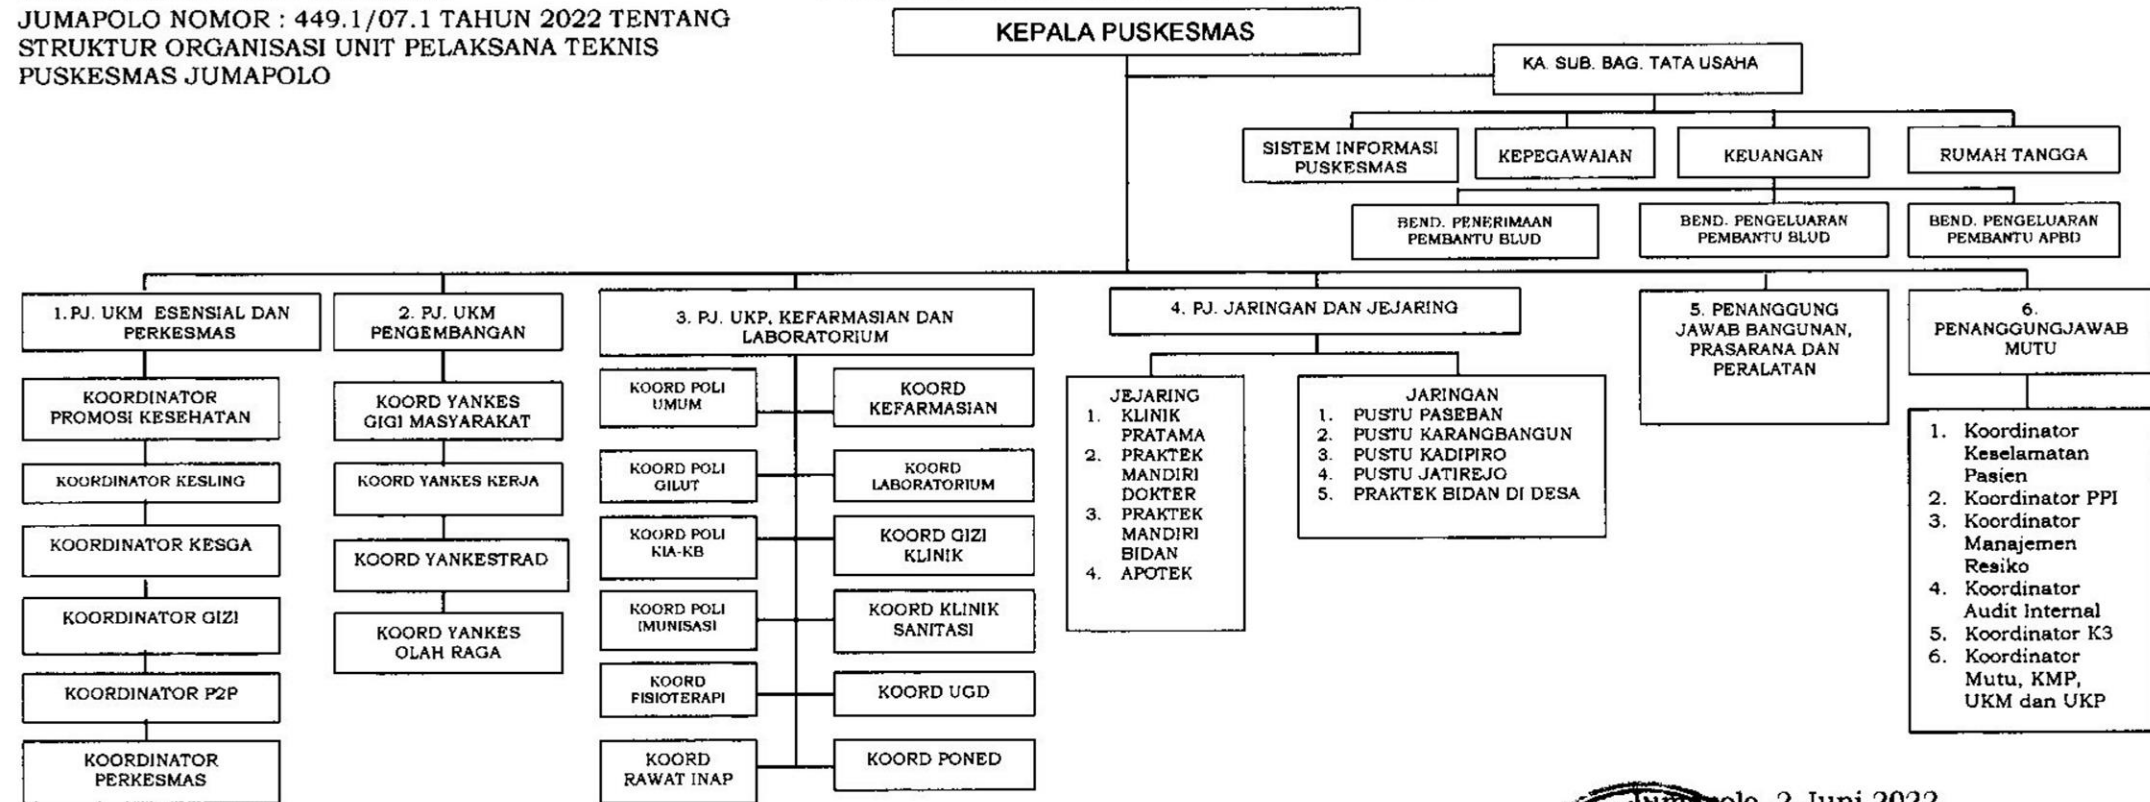 JUMAPOLO NOMOR : 449.1/07.1 TAHUN 2022 TENTANG
STRUKTUR ORGANISASI UNIT PELAKSANA TEKNIS
PUSKESMAS JUMAPOLO
KEPALA PUSKESMAS
KA. SUB. BAG. TATA USAHA
SISTEM INFORMASI
PUSKESMAS
KEPEGAWAIAN
KEUANGAN
RUMAH TANGGA
BEND. PENERIMAAN
PEMBANTU BLUD
BEND. PENGELUARAN
PEMBANTU BLUD
BEND. PENGELUARAN
PEMBANTU APBD
1.PJ. UKM ESENSIAL DAN
PERKESMAS
KOORDINATOR
PROMOSI KESEHATAN
KOORDINATOR KESLING
KOORDINATOR KESGA
KOORDINATOR GIZI
KOORDINATOR P2P
KOORDINATOR
PERKESMAS
2. PJ. UKM
PENGEMBANGAN
KOORD YANKES
GIGI MASYARAKAT
KOORD YANKES KERJA
KOORD YANKESTRAD
KOORD YANKES
OLAH RAGA
3. PJ. UKP, KEFARMASIAN DAN
LABORATORIUM
KOORD POLI
UMUM
KOORD
KEFARMASIAN
KOORD POLI
GILUT
KOORD
LABORATORIUM
KOORD POLI
KIA-KB
KOORD GIZI
KLINIK
KOORD POLI
IMUNISASI
KOORD KLINIK
SANITASI
KOORD
FISIOTERAPI
KOORD UGD
KOORD
RAWAT INAP
KOORD PONED
4. PJ. JARINGAN DAN JEJARING
JEJARING
1. KLINIK
PRATAMA
2. PRAKTEK
MANDIRI
DOKTER
3. PRAKTEK
MANDIRI
BIDAN
4. APOTEK
JARINGAN
1. PUSTU PASEBAN
2. PUSTU KARANGBANGUN
3. PUSTU KADIPIRO
4. PUSTU JATIREJO
5. PRAKTEK BIDAN DI DESA
5. PENANGGUNG
JAWAB BANGUNAN,
PRASARANA DAN
PERALATAN
6.
PENANGGUNGJAWAB
MUTU
1. Koordinator
Keselamatan
Pasien
2. Koordinator PPI
3. Koordinator
Manajemen
Resiko
4. Koordinator
Audit Internal
5. Koordinator K3
6. Koordinator
Mutu, KMP,
UKM dan UKP
2 Juni 2022